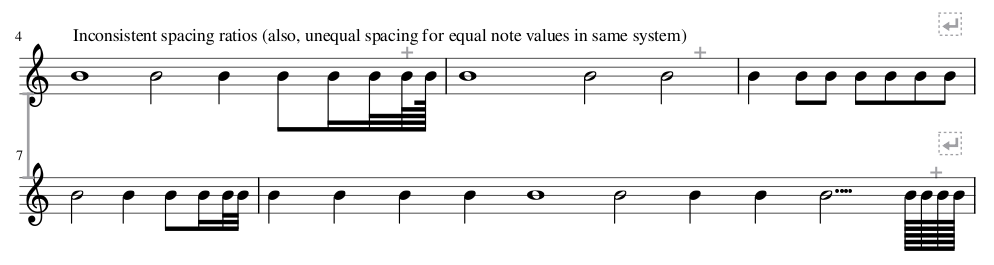 4
Inconsistent spacing ratios (also, unequal spacing for equal note values in same system)
7